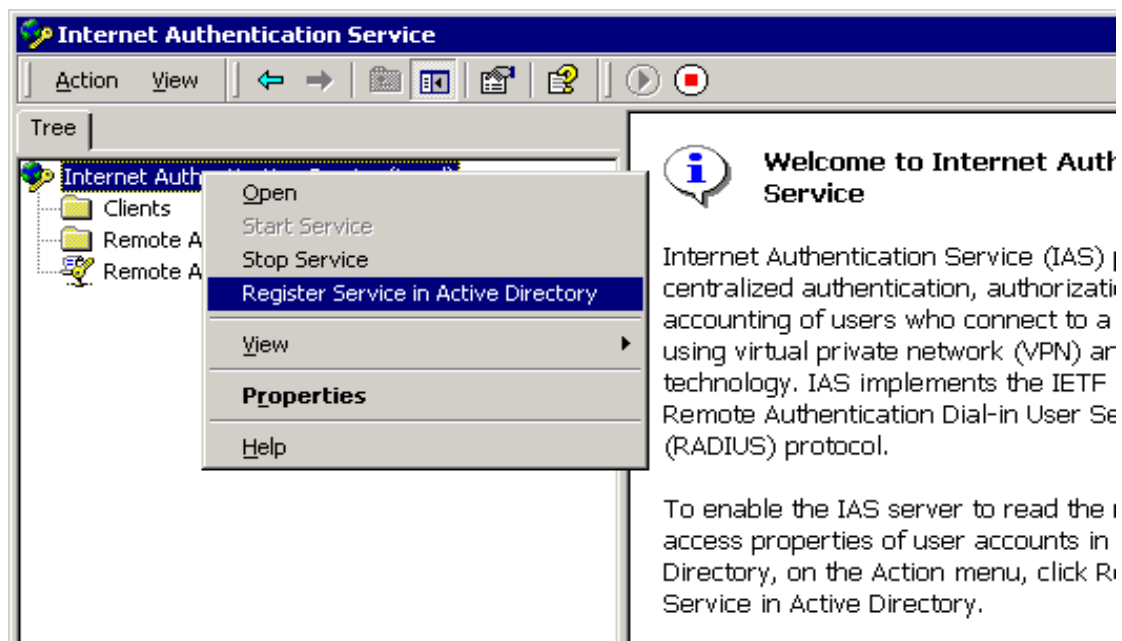 Internet Authentication Service
Action View
Tree
Internet Auth
Clients
Remote A
Remote A
Open
Start Service
Stop Service
Register Service in Active Directory
View
Properties
Help
Welcome to Internet Auth
Service
Internet Authentication Service (IAS)
centralized authentication, authorizati
accounting of users who connect to a
using virtual private network (VPN) an
technology. IAS implements the IETF
Remote Authentication Dial-in User Se
(RADIUS) protocol.
To enable the IAS server to read the
access properties of user accounts in
Directory, on the Action menu, click Re
Service in Active Directory.